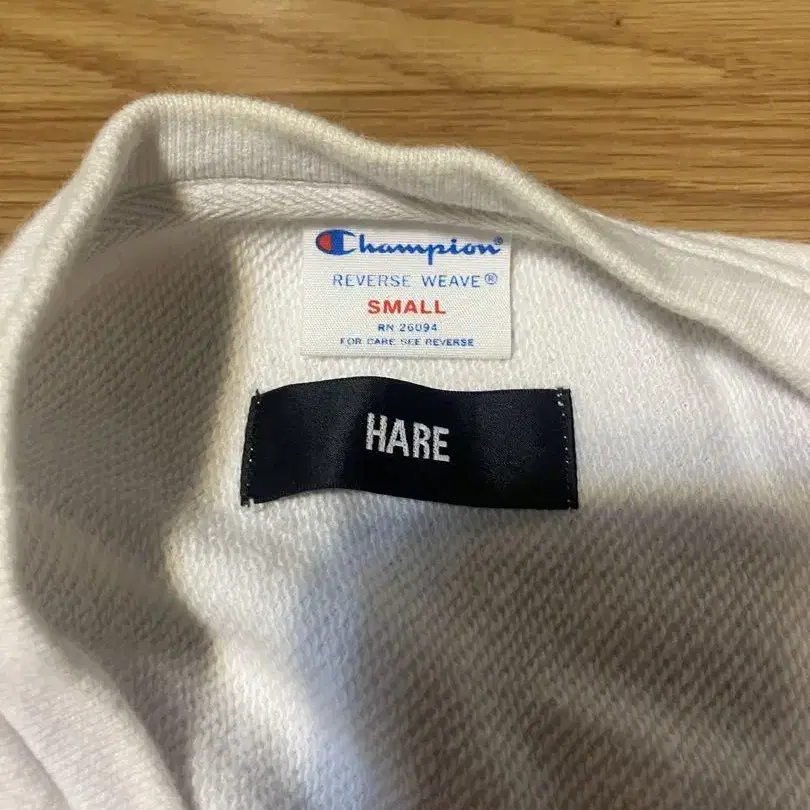 Champion®
REVERSE WEAVE®
SMALL
RN 26094
FOR CARE SEE REVERSE
HARE